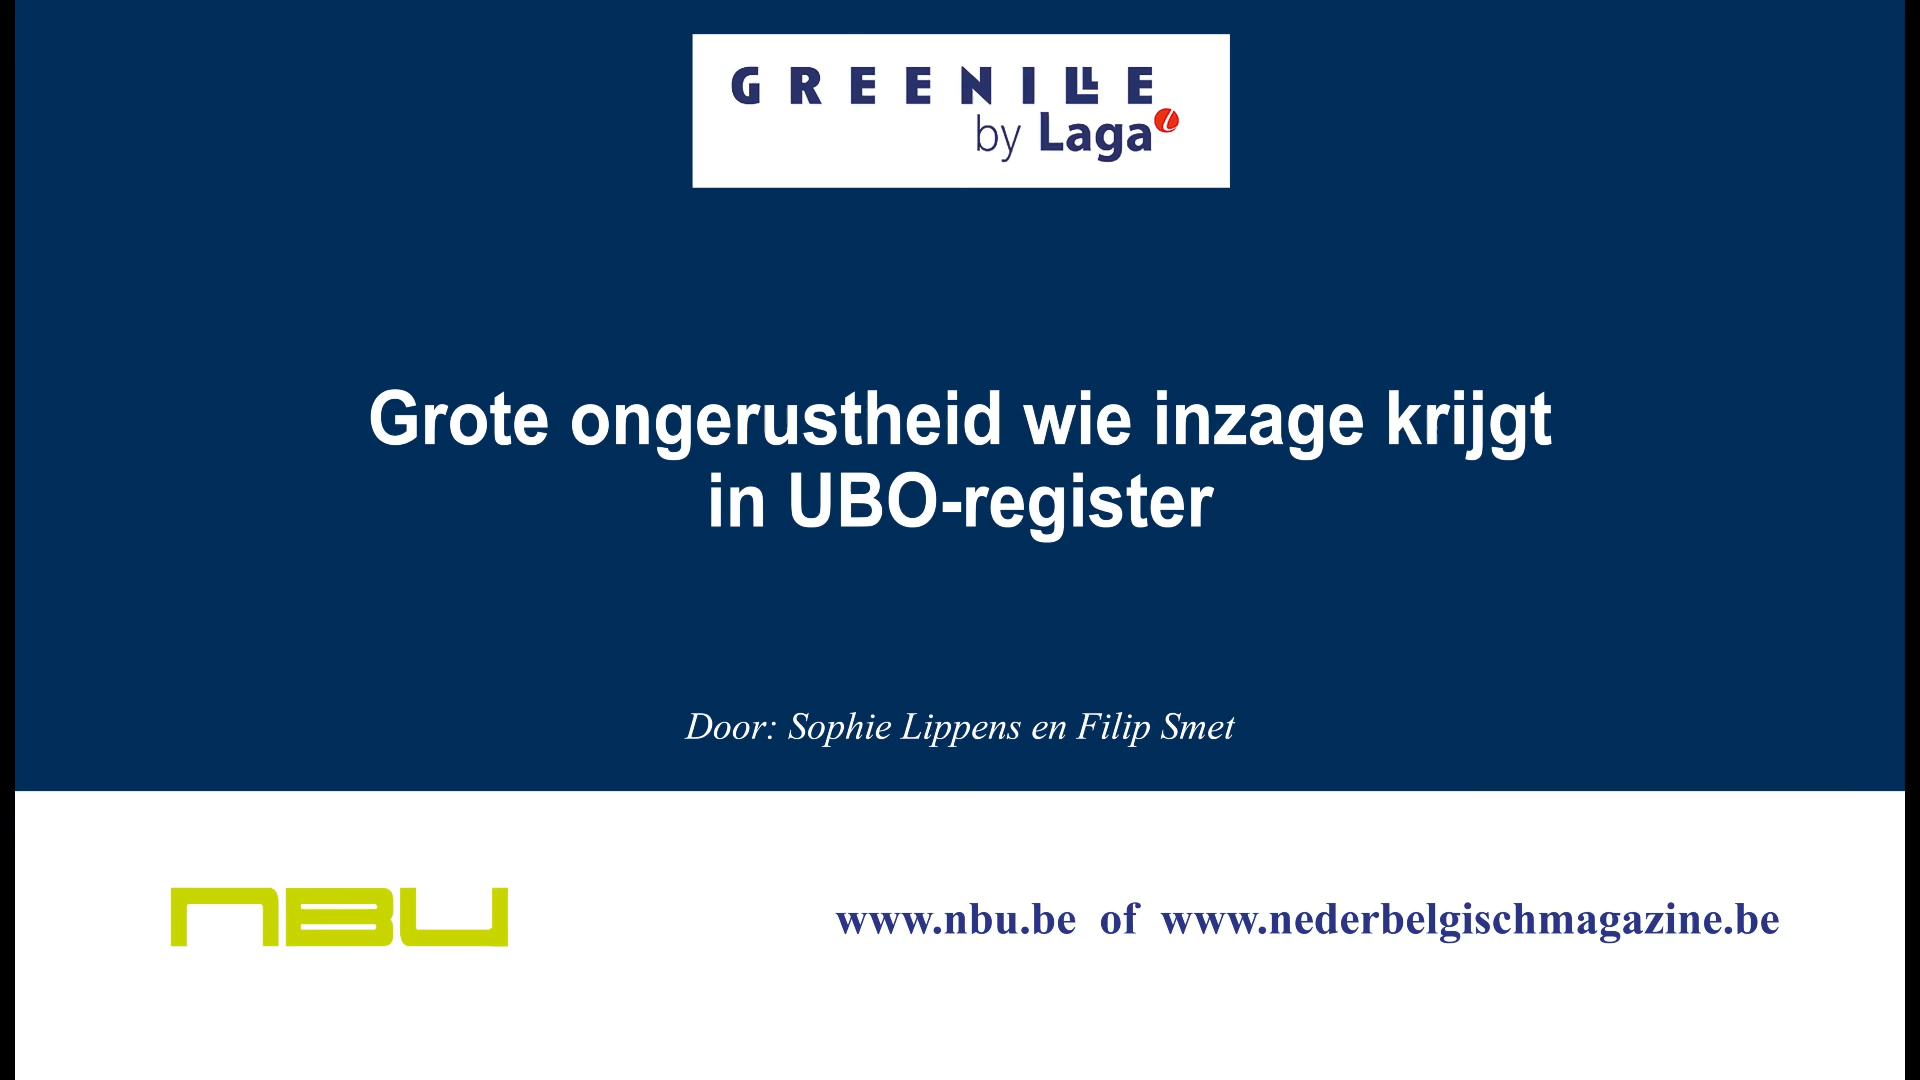 GREENILLE
by Laga
Grote ongerustheid wie inzage krijgt
in UBO-register
Door: Sophie Lippens en Filip Smet
nbu
www.nbu.be of www.nederbelgischmagazine.be